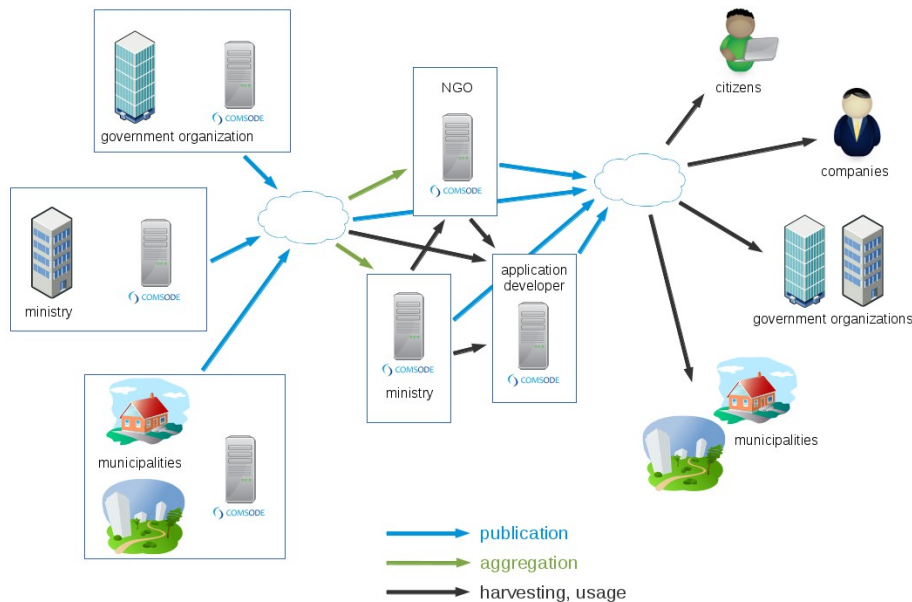 government organization
COMSODE
ministry
COMSODE
municipalities
COMSODE
NGO
COMSODE
COMSODE
ministry
application
developer
COMSODE
citizens
companies
government organizations
municipalities
publication
aggregation
harvesting, usage